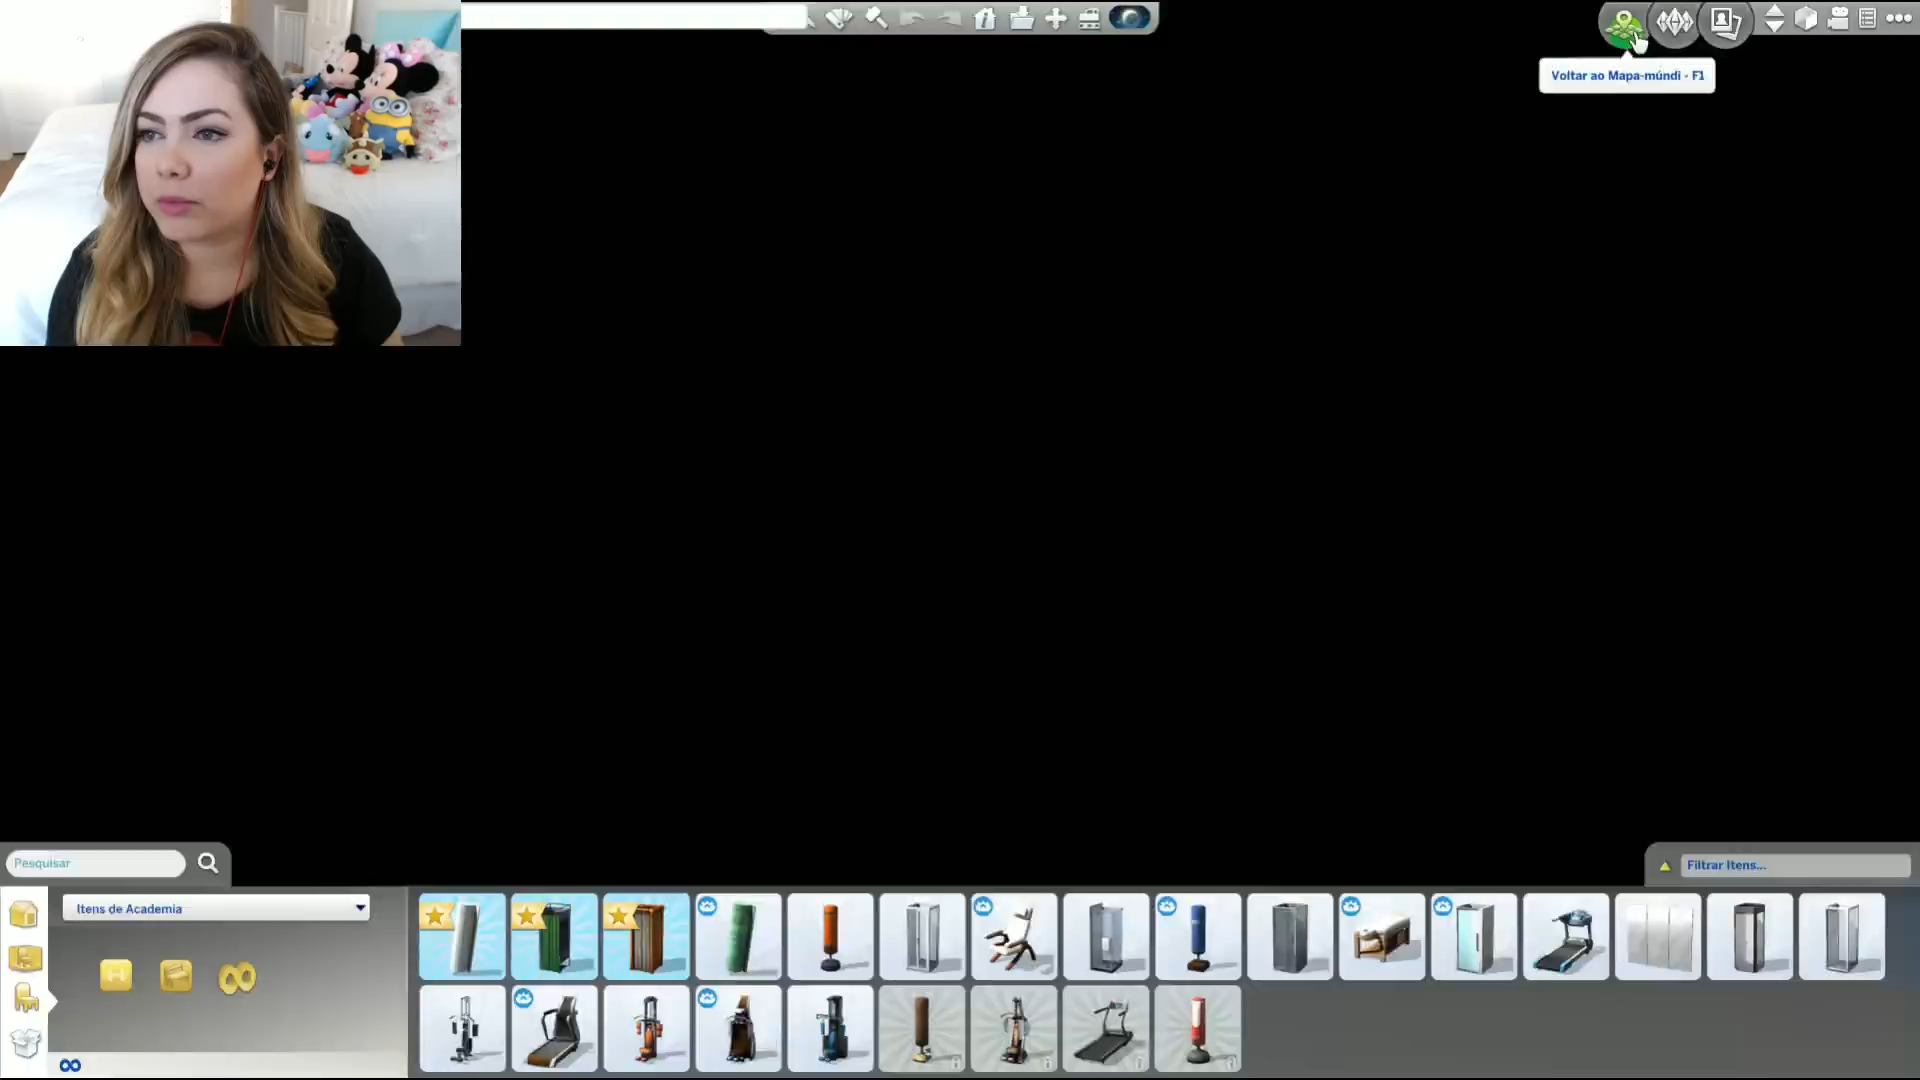 Voltar ao Mapa-múndi - F1
Pesquisar
Filtrar Itens...
Itens de Academia